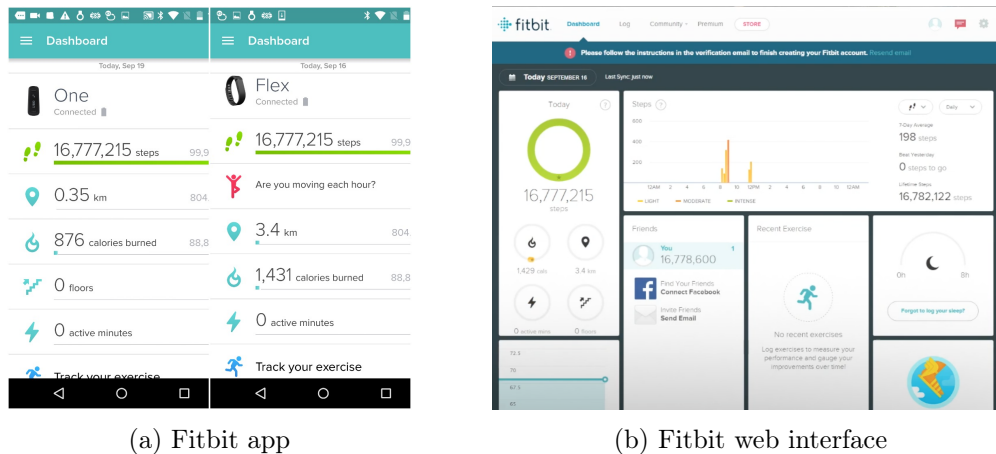 Dashboard
Today, Sep 19
One
Connected
16,777,215 steps 99,9
0.35 km 804.
876 calories burned 88,8
0 floors
0 active minutes
Track your exercise
Dashboard
Today, Sep 16
Flex
Connected
16,777,215 steps 99,9
Are you moving each hour?
3.4 km 804.
1,431 calories burned 88,8
0 active minutes
Track your exercise
(a) Fitbit app
fitbit Dashboard Log Community Premium STORE
Please follow the instructions in the verification email to finish creating your Fitbit account. Resend email
Today SEPTEMBER 16 Last Sync: just now
Today ?
16,777,215
steps
1,429 cals 3.4 km
0 active mins 0 floors
72.5
70
67.5
65
Steps ?
Daily
600
400
200
12AM 2 4 6 8 10 12PM 2 4 6 8 10 12AM
LIGHT MODERATE INTENSE
7-Day Average
198 steps
Beat Yesterday
0 steps to go
Lifetime Steps
16,782,122 steps
Friends
You 1
16,778,600
Find Your Friends
Connect Facebook
Invite Friends
Send Email
Recent Exercise
No recent exercises
Log exercises to measure your
performance and gauge your
improvements over time!
0h 8h
Forgot to log your sleep?
(b) Fitbit web interface